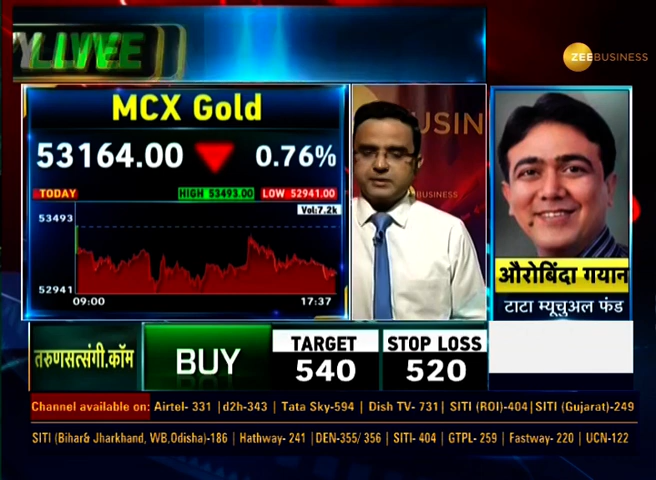 LIVE
ZEEBUSINESS
MCX Gold
53164.00 0.76%
TODAY HIGH 53493.00 LOW 52941.00
Vol:7.2k
53493
52941
09:00 17:37
USIN
BUSINESS
औरोबिंदा गयान
टाटा म्यूचुअल फंड
तरुणसत्संगी.कॉम
BUY
TARGET
540
STOP LOSS
520
Channel available on: Airtel- 331 | d2h-343 | Tata Sky-594 | Dish TV- 731| SITI (ROI)-404 |SITI (Gujarat)-249
SITI (Bihar& Jharkhand, WB,Odisha)-186 | Hathway- 241 |DEN-355/ 356 | SITI- 404 | GTPL- 259 | Fastway- 220 | UCN-122